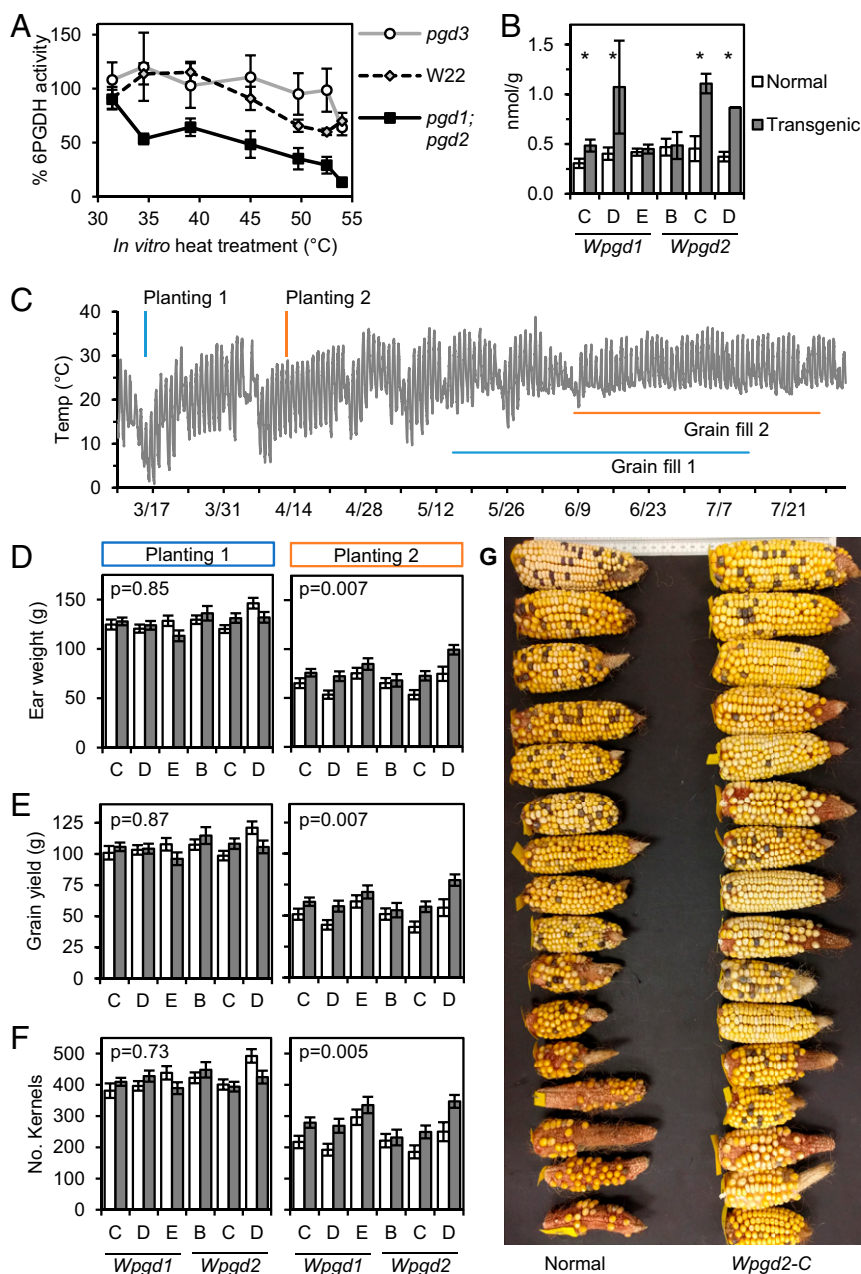 A
% 6PGDH activity
150
100
50
0
30 35 40 45 50 55
In vitro heat treatment (°C)
pgd3
W22
pgd1;
pgd2
B
nmol/g
1.5
1.0
0.5
0.0
* * * *
Normal
Transgenic
C D E B C D
Wpgd1 Wpgd2
C
Planting 1 Planting 2
Temp (°C)
40
30
20
10
0
Grain fill 2
Grain fill 1
3/17 3/31 4/14 4/28 5/12 5/26 6/9 6/23 7/7 7/21
D
Planting 1 Planting 2
Ear weight (g)
150
100
50
0
p=0.85 p=0.007
C D E B C D C D E B C D
E
Grain yield (g)
125
100
75
50
25
0
p=0.87 p=0.007
C D E B C D C D E B C D
F
No. Kernels
500
400
300
200
100
0
p=0.73 p=0.005
C D E B C D C D E B C D
Wpgd1 Wpgd2 Wpgd1 Wpgd2
G
Normal Wpgd2-C